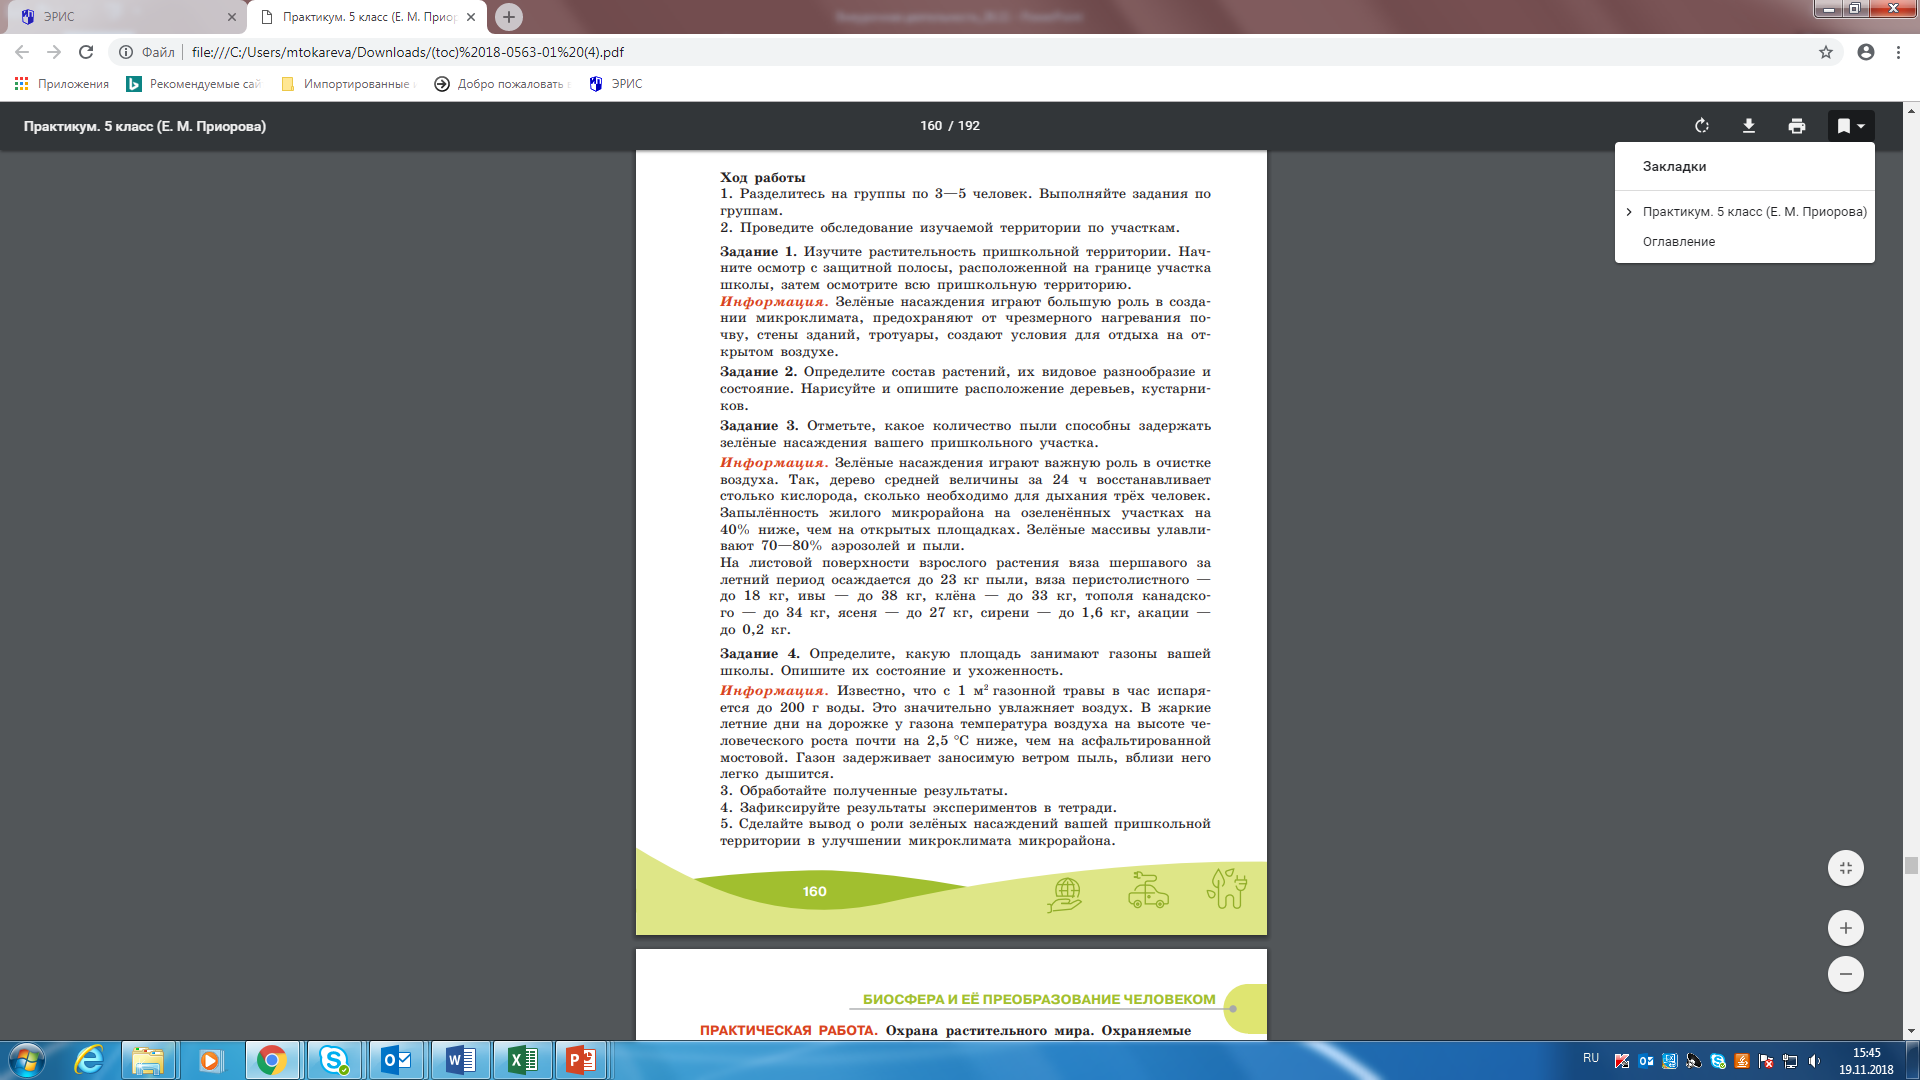 ЭРИС
Практикум. 5 класс (Е. М. Приор
Файл
file:///C:/Users/mtokareva/Downloads/(toc)%2018-0563-01%20(4).pdf
Приложения
Рекомендуемые сай
Импортированные
Добро пожаловать
ЭРИС
Практикум. 5 класс (Е. М. Приорова)
160 / 192
Закладки
Практикум. 5 класс (Е. М. Приорова)
Оглавление
Ход работы
1. Разделитесь на группы по 3—5 человек. Выполняйте задания по
группам.
2. Проведите обследование изучаемой территории по участкам.
Задание 1. Изучите растительность пришкольной территории. Нач-
ните осмотр с защитной полосы, расположенной на границе участка
школы, затем осмотрите всю пришкольную территорию.
Информация. Зелёные насаждения играют большую роль в созда-
нии микроклимата, предохраняют от чрезмерного нагревания по-
чву, стены зданий, тротуары, создают условия для отдыха на от-
крытом воздухе.
Задание 2. Определите состав растений, их видовое разнообразие и
состояние. Нарисуйте и опишите расположение деревьев, кустарни-
ков.
Задание 3. Отметьте, какое количество пыли способны задержать
зелёные насаждения вашего пришкольного участка.
Информация. Зелёные насаждения играют важную роль в очистке
воздуха. Так, дерево средней величины за 24 ч восстанавливает
столько кислорода, сколько необходимо для дыхания трёх человек.
Запылённость жилого микрорайона на озеленённых участках на
40% ниже, чем на открытых площадках. Зелёные массивы улавли-
вают 70—80% аэрозолей и пыли.
На листовой поверхности взрослого растения вяза шершавого за
летний период осаждается до 23 кг пыли, вяза перистолистного —
до 18 кг, ивы — до 38 кг, клёна — до 33 кг, тополя канадско-
го — до 34 кг, ясеня — до 27 кг, сирени — до 1,6 кг, акации —
до 0,2 кг.
Задание 4. Определите, какую площадь занимают газоны вашей
школы. Опишите их состояние и ухоженность.
Информация. Известно, что с 1 м² газонной травы в час испаря-
ется до 200 г воды. Это значительно увлажняет воздух. В жаркие
летние дни на дорожке у газона температура воздуха на высоте че-
ловеческого роста почти на 2,5 °С ниже, чем на асфальтированной
мостовой. Газон задерживает заносимую ветром пыль, вблизи него
легко дышится.
3. Обработайте полученные результаты.
4. Зафиксируйте результаты экспериментов в тетради.
5. Сделайте вывод о роли зелёных насаждений вашей пришкольной
территории в улучшении микроклимата микрорайона.
160
БИОСФЕРА И ЕЁ ПРЕОБРАЗОВАНИЕ ЧЕЛОВЕКОМ
ПРАКТИЧЕСКАЯ РАБОТА. Охрана растительного мира. Охраняемые
RU
15:45
19.11.2018